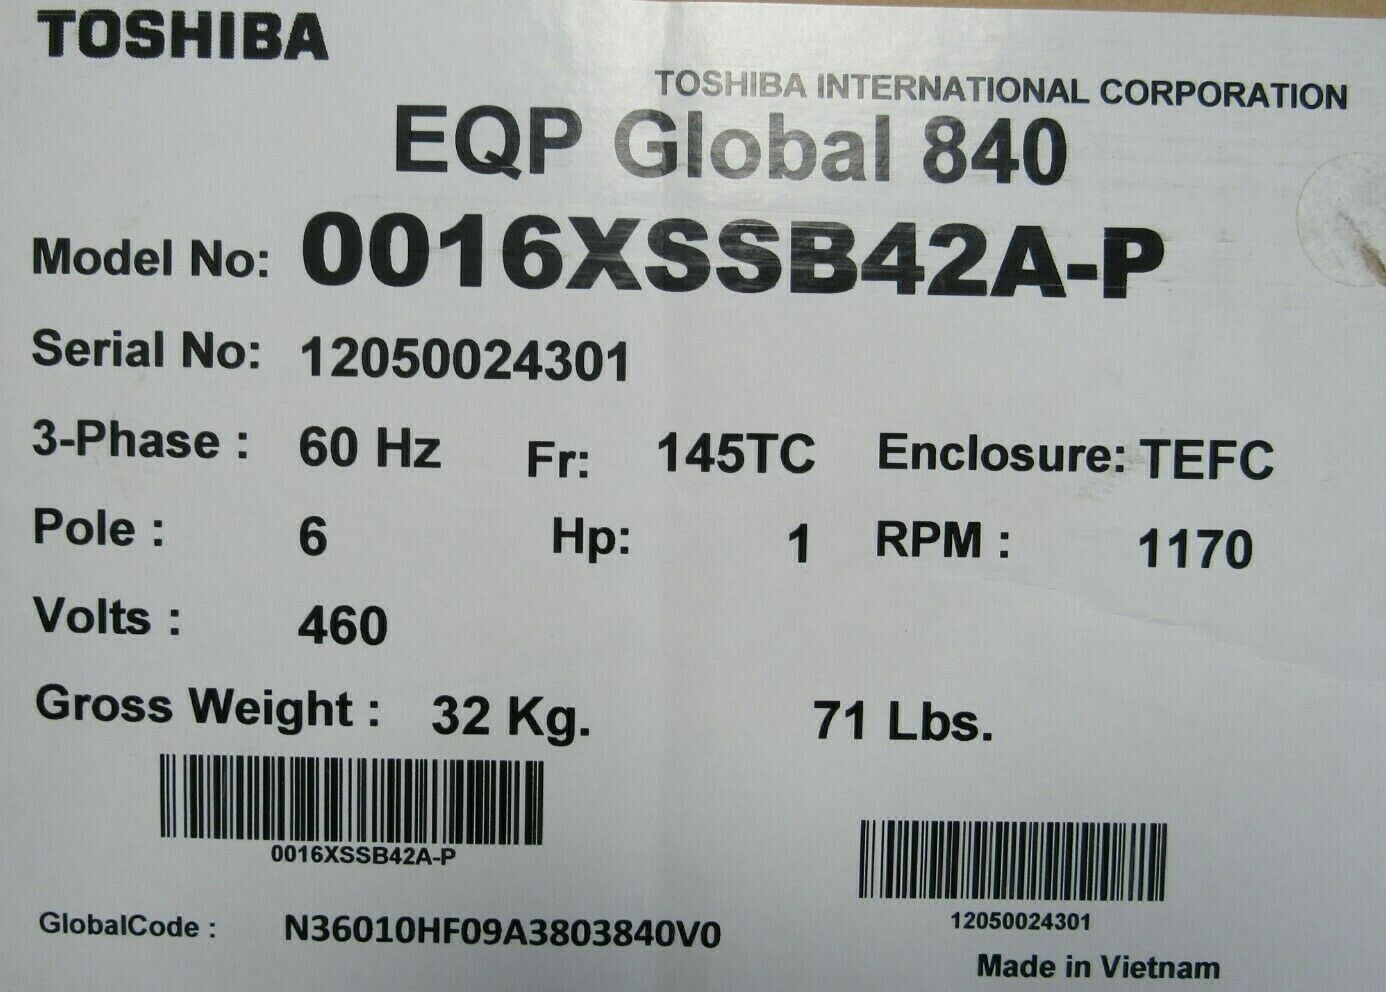 TOSHIBA
TOSHIBA INTERNATIONAL CORPORATION
EQP Global 840
Model No: 0016XSSB42A-P
Serial No: 12050024301
3-Phase : 60 Hz Fr: 145TC Enclosure: TEFC
Pole : 6 Hp: 1 RPM : 1170
Volts : 460
Gross Weight : 32 Kg. 71 Lbs.
0016XSSB42A-P
12050024301
GlobalCode : N36010HF09A3803840V0
Made in Vietnam